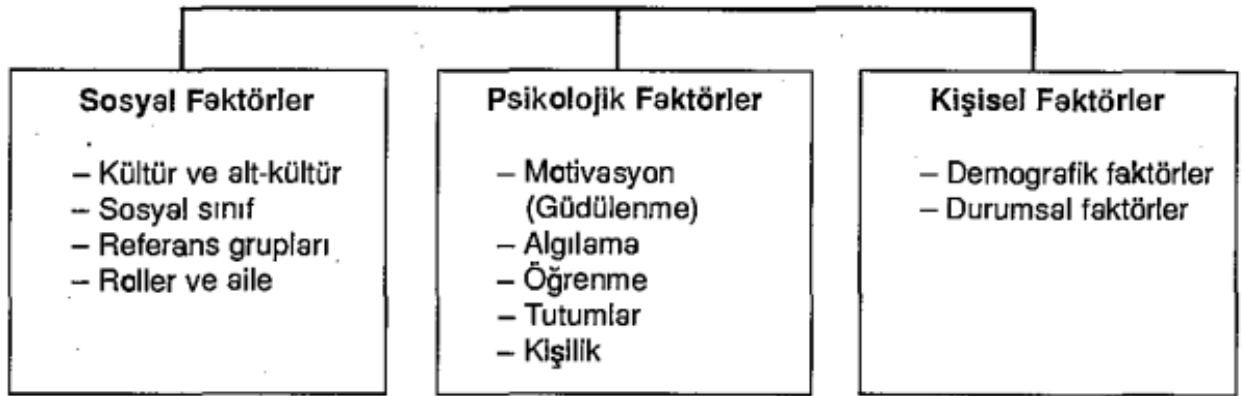 Sosyal Faktörler
– Kültür ve alt-kültür
– Sosyal sınıf
– Referans grupları
– Roller ve aile
Psikolojik Faktörler
– Motivasyon
(Güdülenme)
– Algılama
– Öğrenme
– Tutumlar
– Kişilik
Kişisel Faktörler
– Demografik faktörler
– Durumsal faktörler